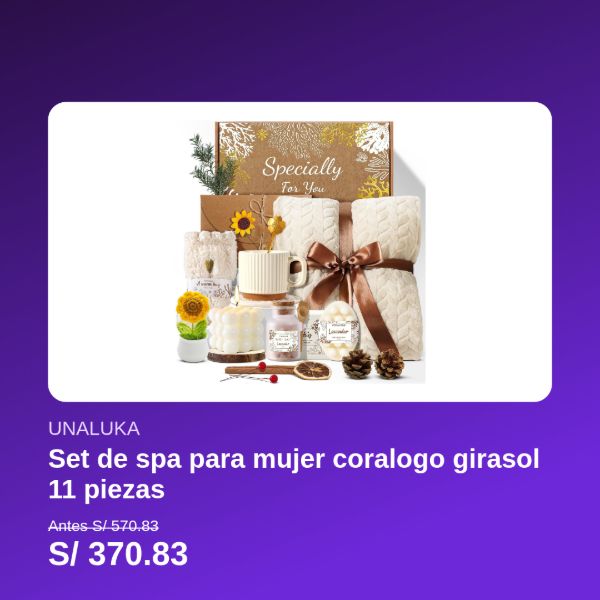 Specially
For You
Lavender
UNALUKA
Set de spa para mujer coralogo girasol
11 piezas
Antes S/ 570.83
S/ 370.83